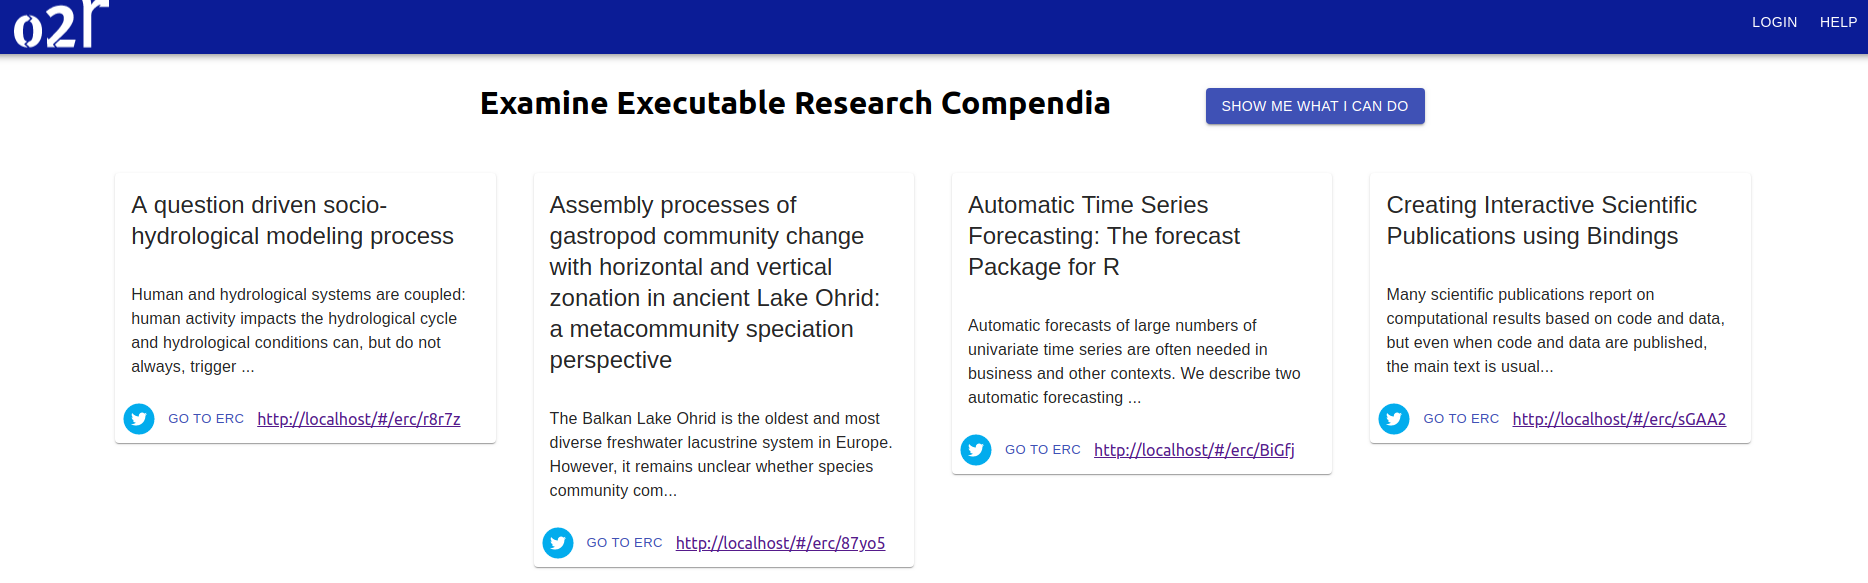 o2r
LOGIN
HELP
Examine Executable Research Compendia
SHOW ME WHAT I CAN DO
A question driven socio-
hydrological modeling process
Human and hydrological systems are coupled:
human activity impacts the hydrological cycle
and hydrological conditions can, but do not
always, trigger ...
GO TO ERC
http://localhost/#/erc/r8r7z
Assembly processes of
gastropod community change
with horizontal and vertical
zonation in ancient Lake Ohrid:
a metacommunity speciation
perspective
The Balkan Lake Ohrid is the oldest and most
diverse freshwater lacustrine system in Europe.
However, it remains unclear whether species
community com...
GO TO ERC
http://localhost/#/erc/87yo5
Automatic Time Series
Forecasting: The forecast
Package for R
Automatic forecasts of large numbers of
univariate time series are often needed in
business and other contexts. We describe two
automatic forecasting ...
GO TO ERC
http://localhost/#/erc/BiGfj
Creating Interactive Scientific
Publications using Bindings
Many scientific publications report on
computational results based on code and data,
but even when code and data are published,
the main text is usual...
GO TO ERC
http://localhost/#/erc/sGAA2